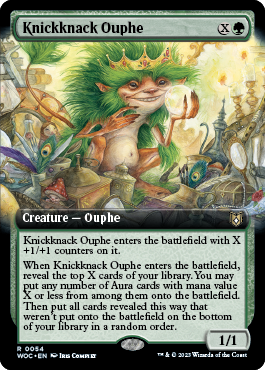 Knickknack Ouphe X
Creature — Ouphe
Knickknack Ouphe enters the battlefield with X
+1/+1 counters on it.
When Knickknack Ouphe enters the battlefield,
reveal the top X cards of your library. You may
put any number of Aura cards with mana value
X or less from among them onto the battlefield.
Then put all cards revealed this way that
weren't put onto the battlefield on the bottom
of your library in a random order.
1/1
R 0054
WOC • EN
™ & © 2023 Wizards of the Coast